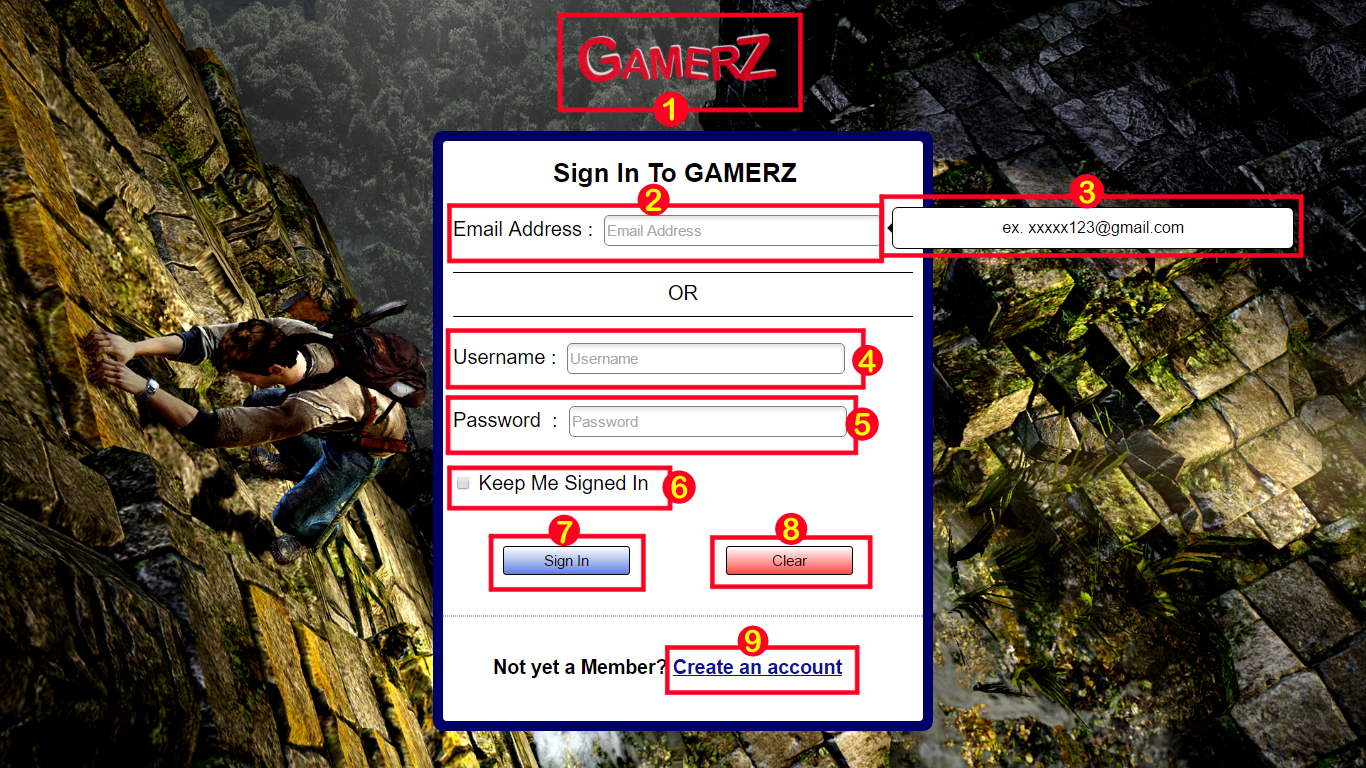 GAMERZ
1
Sign In To GAMERZ
2
3
Email Address : Email Address
ex. xxxxx123@gmail.com
OR
Username : Username
4
Password : Password
5
Keep Me Signed In
6
7
8
Sign In
Clear
9
Not yet a Member? Create an account